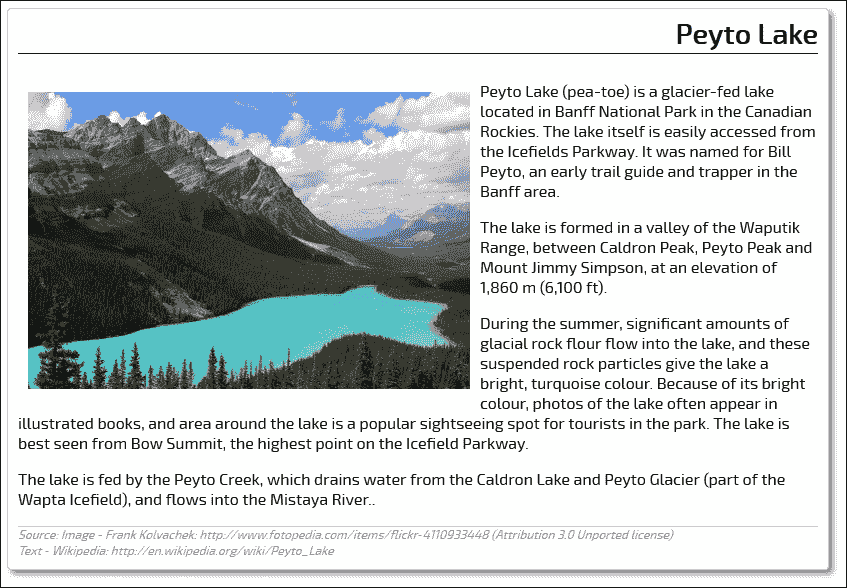 Peyto Lake
Peyto Lake (pea-toe) is a glacier-fed lake
located in Banff National Park in the Canadian
Rockies. The lake itself is easily accessed from
the Icefields Parkway. It was named for Bill
Peyto, an early trail guide and trapper in the
Banff area.
The lake is formed in a valley of the Waputik
Range, between Caldron Peak, Peyto Peak and
Mount Jimmy Simpson, at an elevation of
1,860 m (6,100 ft).
During the summer, significant amounts of
glacial rock flour flow into the lake, and these
suspended rock particles give the lake a
bright, turquoise colour. Because of its bright
colour, photos of the lake often appear in
illustrated books, and area around the lake is a popular sightseeing spot for tourists in the park. The lake is
best seen from Bow Summit, the highest point on the Icefield Parkway.
The lake is fed by the Peyto Creek, which drains water from the Caldron Lake and Peyto Glacier (part of the
Wapta Icefield), and flows into the Mistaya River..
Source: Image - Frank Kolvachek: http://www.fotopedia.com/items/flickr-4110933448 (Attribution 3.0 Unported license)
Text - Wikipedia: http://en.wikipedia.org/wiki/Peyto_Lake